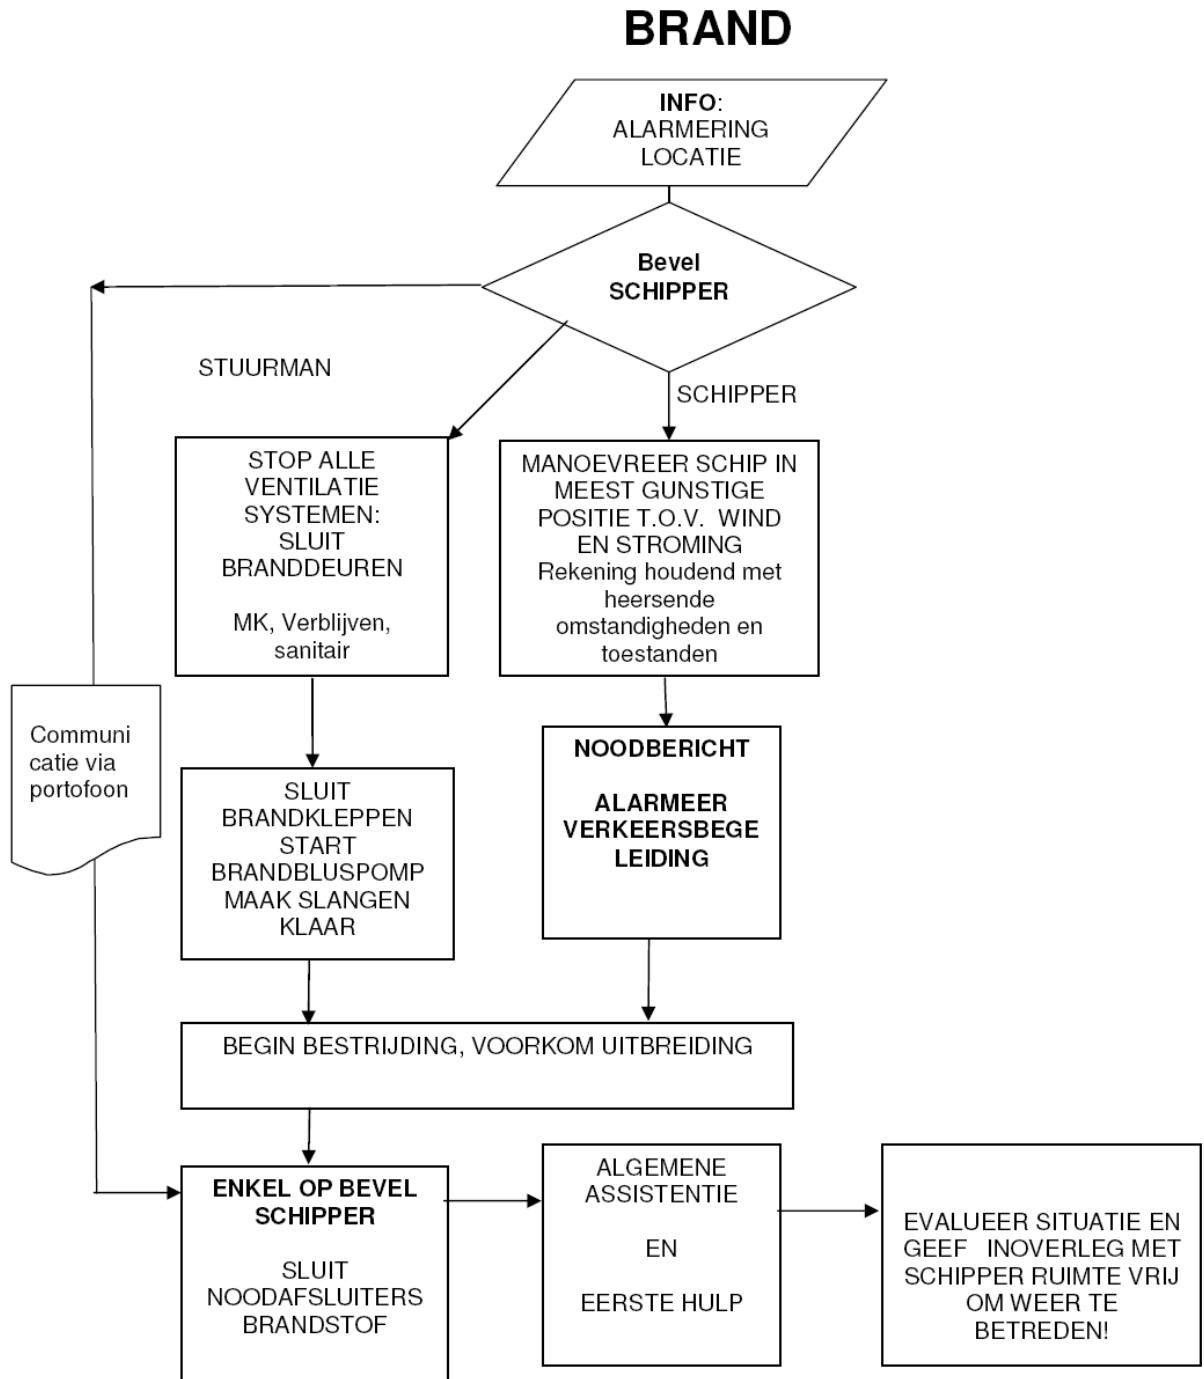 BRAND
INFO:
ALARMERING
LOCATIE
Bevel
SCHIPPER
STUURMAN
SCHIPPER
STOP ALLE
VENTILATIE
SYSTEMEN:
SLUIT
BRANDDEUREN
MK, Verblijven,
sanitair
MANOEVREER SCHIP IN
MEEST GUNSTIGE
POSITIE T.O.V. WIND
EN STROMING
Rekening houdend met
heersende
omstandigheden en
toestanden
Communi
catie via
portofoon
SLUIT
BRANDKLEPPEN
START
BRANDBLUSPOMP
MAAK SLANGEN
KLAAR
NOODBERICHT
ALARMEER
VERKEERSBEGE
LEIDING
BEGIN BESTRIJDING, VOORKOM UITBREIDING
ENKEL OP BEVEL
SCHIPPER
SLUIT
NOODAFSLUITERS
BRANDSTOF
ALGEMENE
ASSISTENTIE
EN
EERSTE HULP
EVALUEER SITUATIE EN
GEEF INOVERLEG MET
SCHIPPER RUIMTE VRIJ
OM WEER TE
BETREDEN!